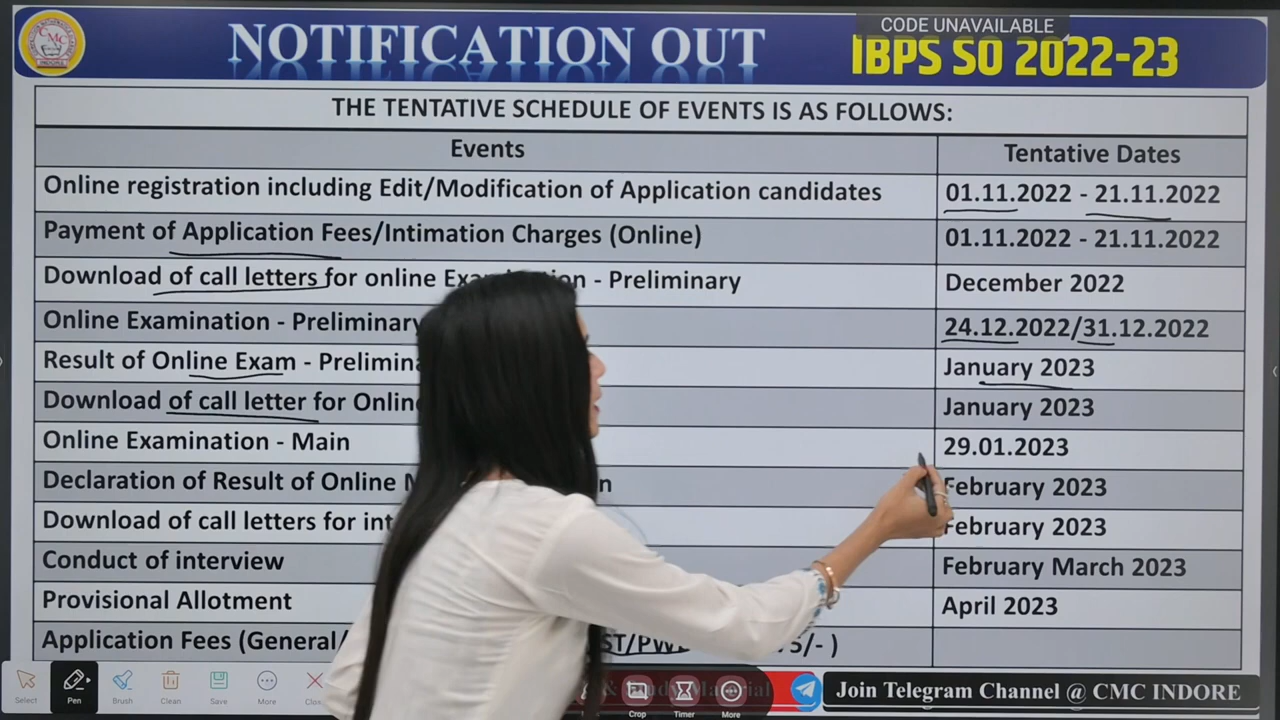 CODE UNAVAILABLE
NOTIFICATION OUT
IBPS SO 2022-23
CMC
INDORE
THE TENTATIVE SCHEDULE OF EVENTS IS AS FOLLOWS:
Events Tentative Dates
Online registration including Edit/Modification of Application candidates 01.11.2022 - 21.11.2022
Payment of Application Fees/Intimation Charges (Online) 01.11.2022 - 21.11.2022
Download of call letters for online - Preliminary December 2022
Online Examination - Preliminary 24.12.2022/31.12.2022
Result of Online Exam - January 2023
Download of call letter for January 2023
Online Examination - Main 29.01.2023
Declaration of Result of Online February 2023
Download of call letters for February 2023
Conduct of interview February March 2023
Provisional Allotment April 2023
Application Fees (General/ 5/- )
Select Pen Brush Clean Save More
Crop Timer More
Join Telegram Channel @ CMC INDORE